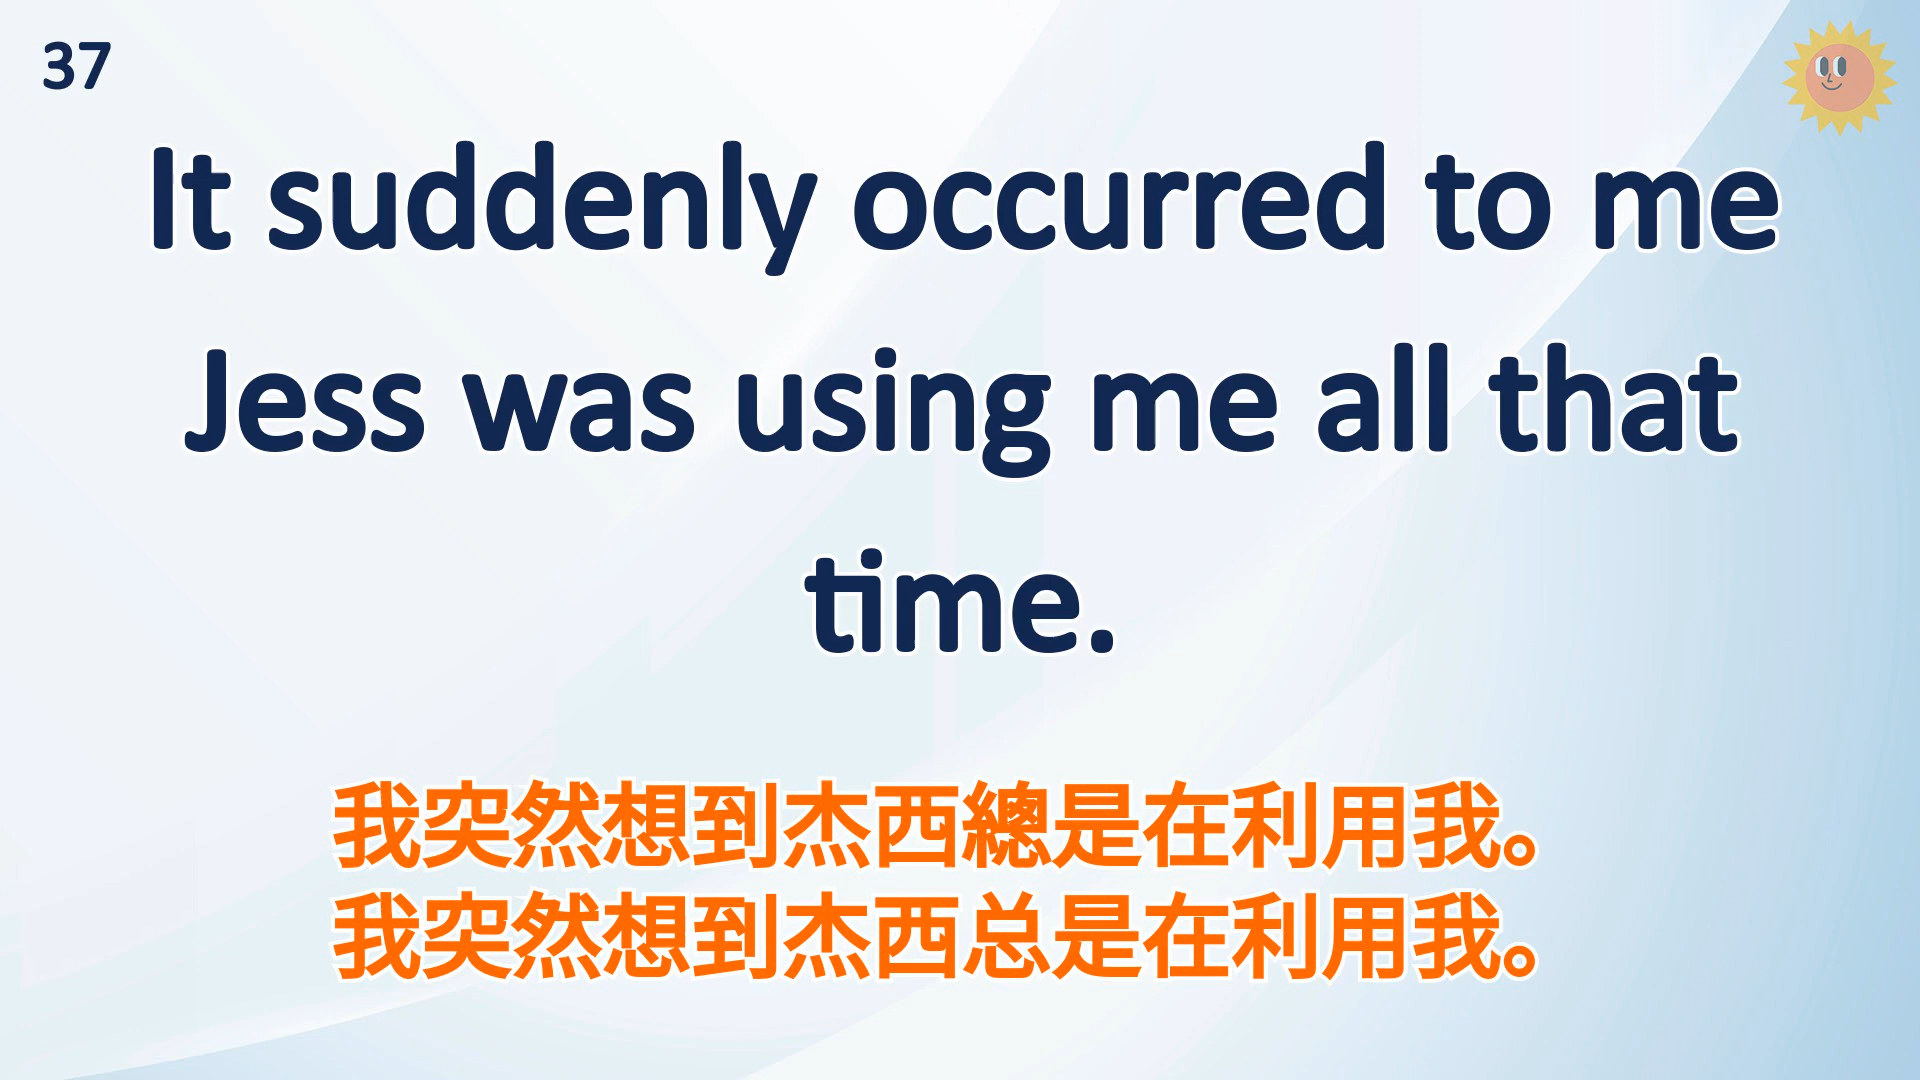 37
It suddenly occurred to me
Jess was using me all that
time.
我突然想到杰西總是在利用我。
我突然想到杰西总是在利用我。